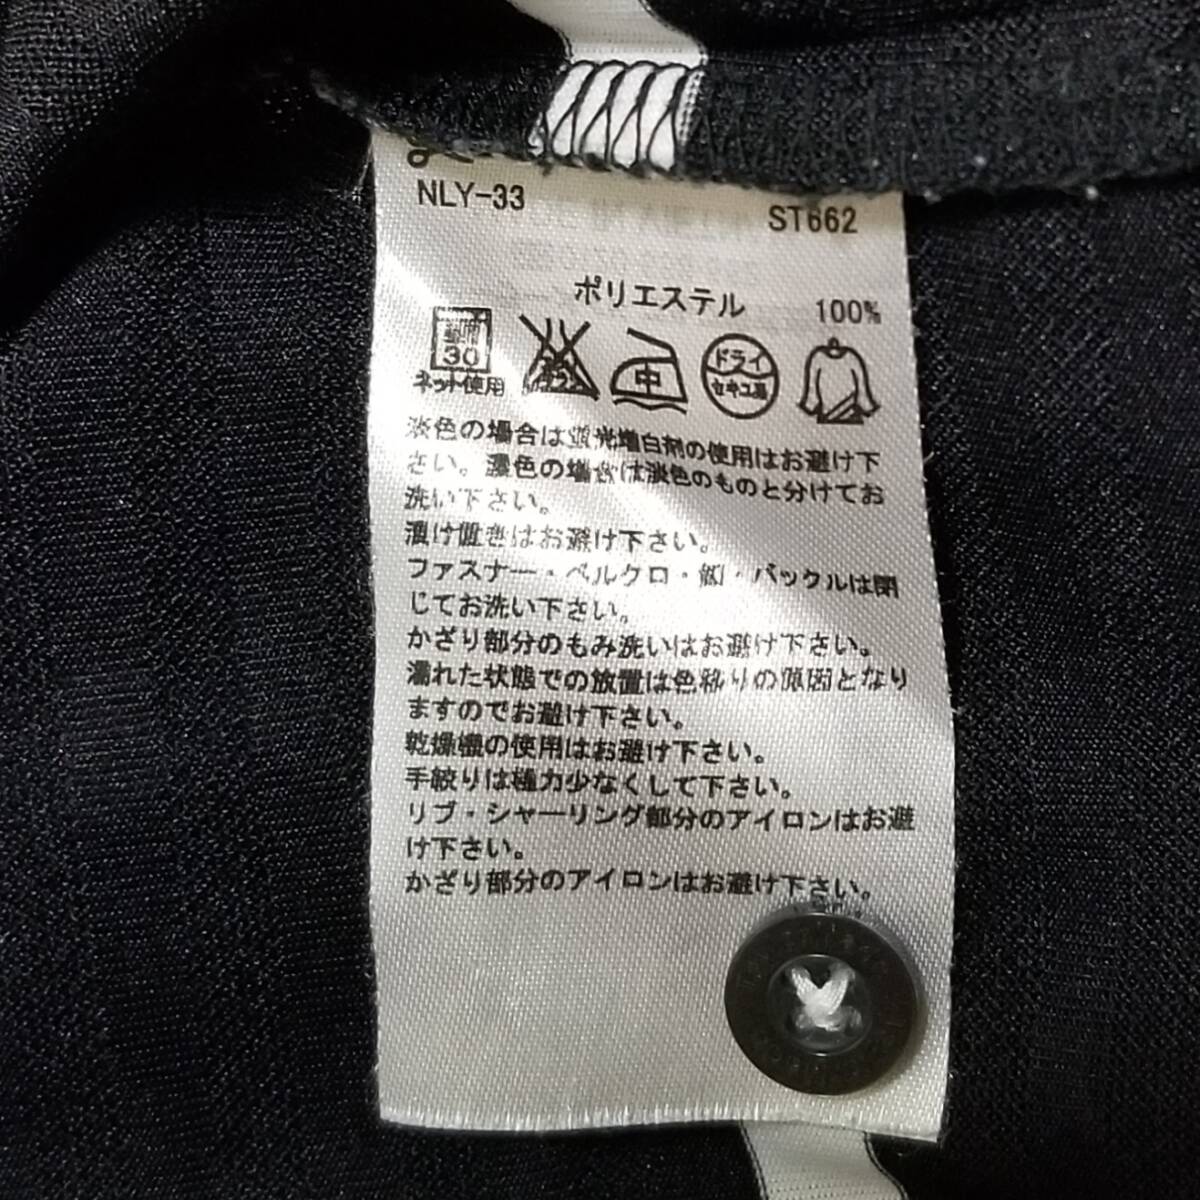 NLY-33
ST662
ポリエステル 100%
30
ネット使用
エンソサラシ
中
ドライ
セキユ系
淡色の場合は蛍光増白剤の使用はお避け下
さい。濃色の場合は淡色のものと分けてお
洗い下さい。
漬け置きはお避け下さい。
ファスナー・ベルクロ・釦・バックルは閉
じてお洗い下さい。
かざり部分のもみ洗いはお避け下さい。
濡れた状態での放置は色移りの原因となり
ますのでお避け下さい。
乾燥機の使用はお避け下さい。
手絞りは極力少なくして下さい。
リブ・シャーリング部分のアイロンはお避
け下さい。
かざり部分のアイロンはお避け下さい。